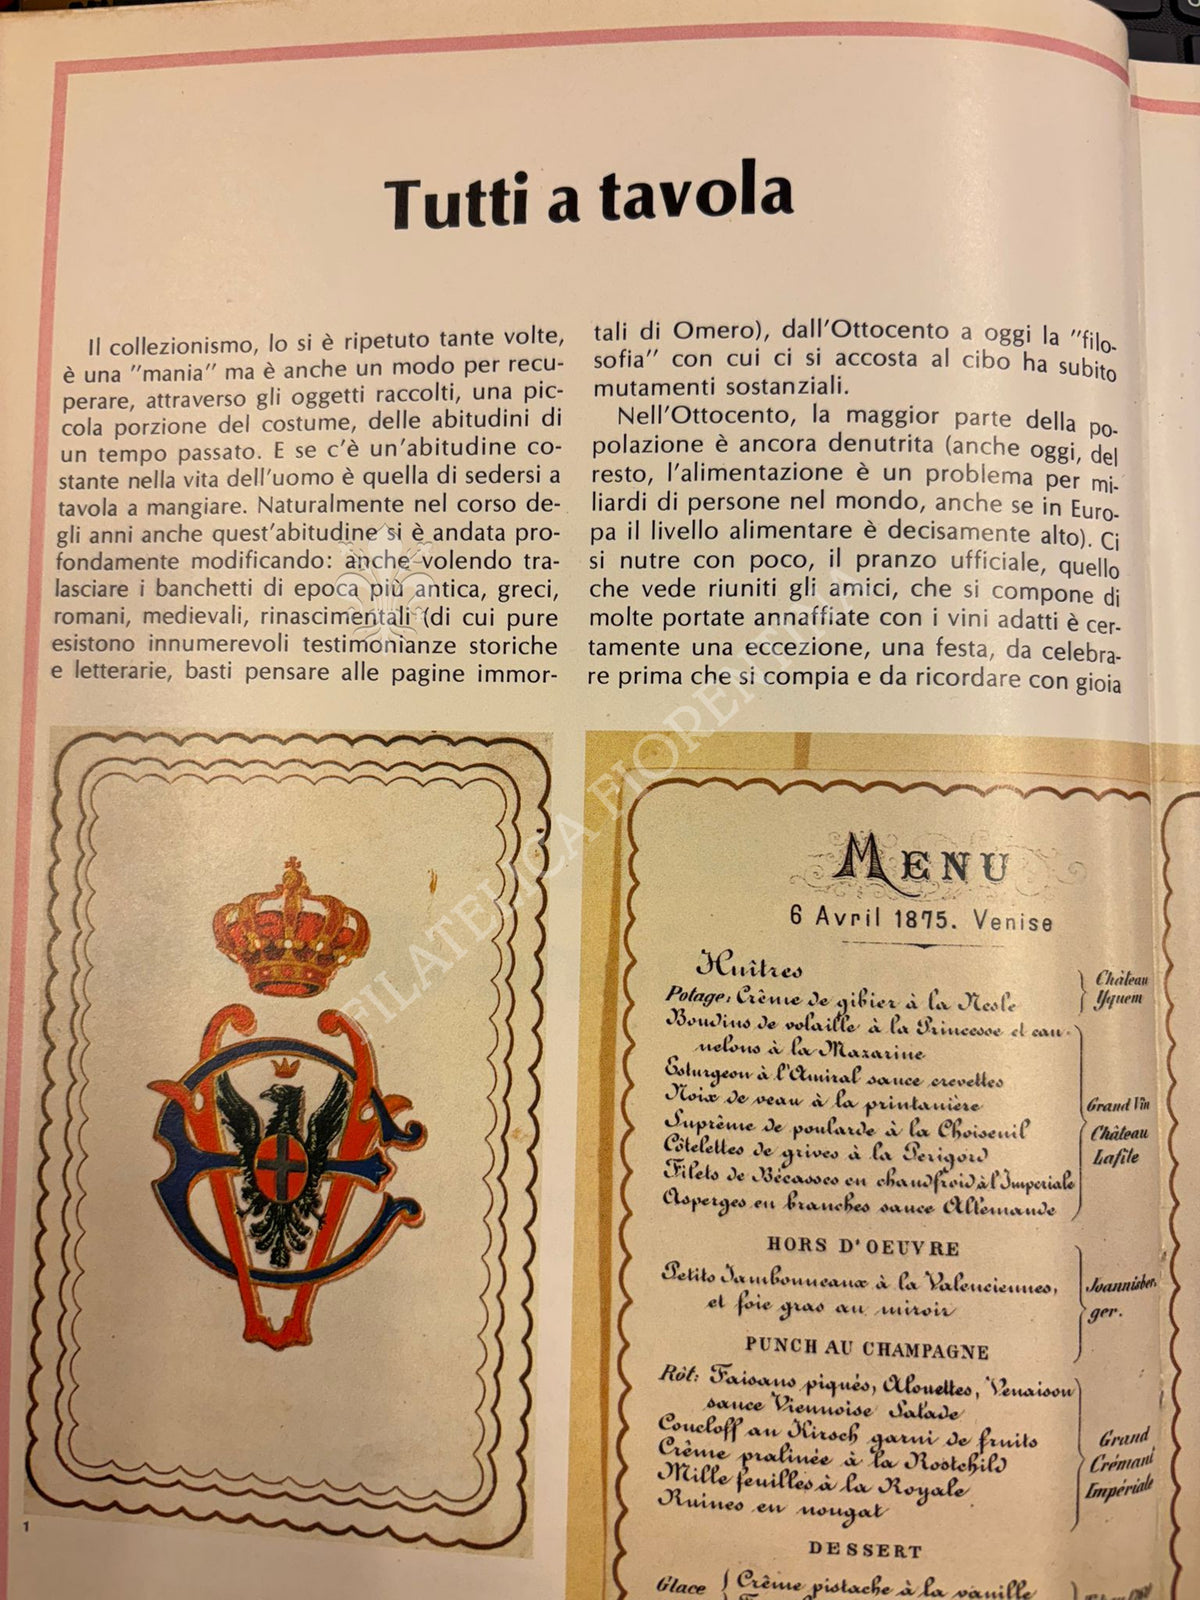 Tutti a tavola
Il collezionismo, lo si è ripetuto tante volte,
è una "mania" ma è anche un modo per recu-
perare, attraverso gli oggetti raccolti, una pic-
cola porzione del costume, delle abitudini di
un tempo passato. E se c'è un'abitudine co-
stante nella vita dell'uomo è quella di sedersi a
tavola a mangiare. Naturalmente nel corso de-
gli anni anche quest'abitudine si è andata pro-
fondamente modificando: anche volendo tra-
lasciare i banchetti di epoca più antica, greci,
romani, medievali, rinascimentali (di cui pure
esistono innumerevoli testimonianze storiche
e letterarie, basti pensare alle pagine immor-
tali di Omero), dall'Ottocento a oggi la "filo-
sofia" con cui ci si accosta al cibo ha subito
mutamenti sostanziali.
Nell'Ottocento, la maggior parte della po-
polazione è ancora denutrita (anche oggi, del
resto, l'alimentazione è un problema per mi-
liardi di persone nel mondo, anche se in Euro-
pa il livello alimentare è decisamente alto). Ci
si nutre con poco, il pranzo ufficiale, quello
che vede riuniti gli amici, che si compone di
molte portate annaffiate con i vini adatti è cer-
tamente una eccezione, una festa, da celebra-
re prima che si compia e da ricordare con gioia
1
MENU
6 Avril 1875. Venise
Huîtres
Potage: Crême de gibier à la Nesle
Château
Yquem
Boudins de volaille à la Princesse et can-
nelons à la Mazarine
Esturgeon à l'Amiral sauce crevettes
Noix de veau à la printanière
Suprême de poularde à la Choiseuil
Côtelettes de grives à la Perigord
Filets de Bécasses en chaudfroid à l'Imperiale
Asperges en branches sauce Allemande
Grand Vin
Château
Lafite
HORS D'OEUVRE
Petits Jambonneaux à la Valenciennes,
et foie gras au miroir
Joannisber-
ger.
PUNCH AU CHAMPAGNE
Rôt: Faisans piqués, Alouettes, Venaison
sauce Viennoise Salade
Coucloff au Kirsch garni de fruits
Crême pralinée à la Rostchild
Mille feuilles à la Royale
Ruines en nougat
Grand
Crémant
Impériale
DESSERT
Glace
Crême pistache à la vanille
FILATELICA FIORENTINA